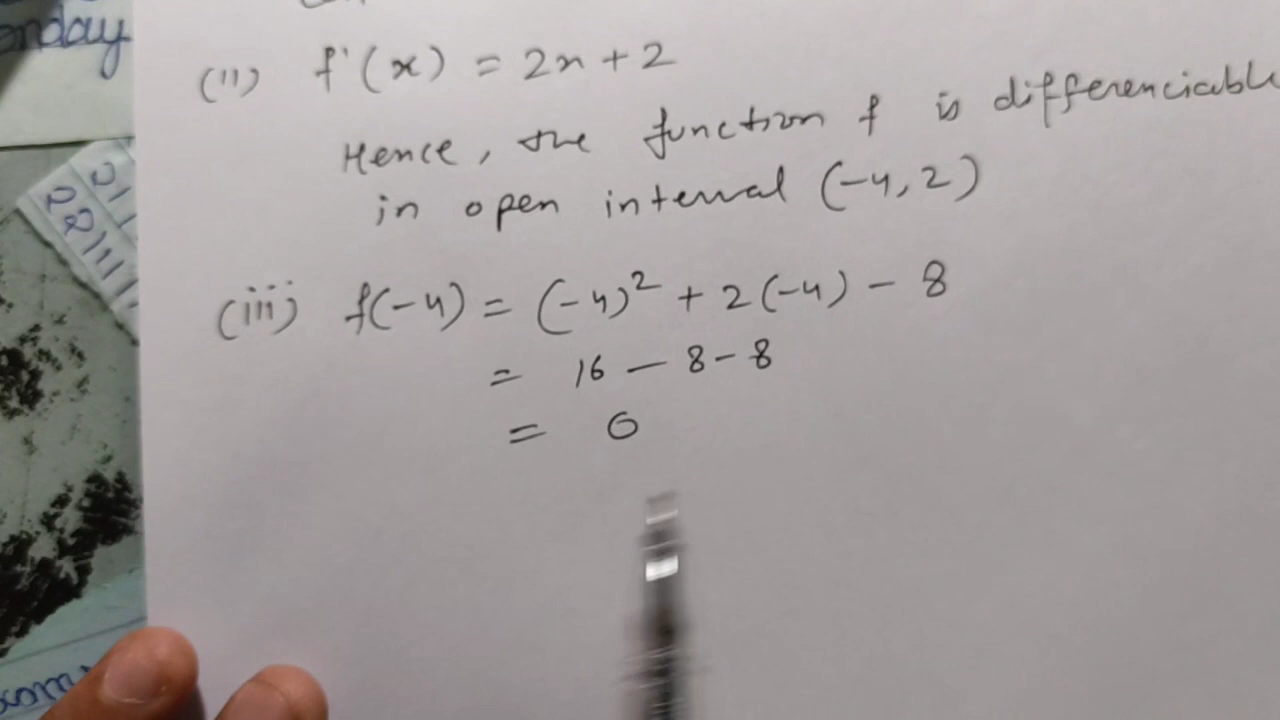 onday
(ii) f'(x) = 2x + 2
Hence, the function f is differenciable
in open interval (-4, 2)
(iii) f(-4) = (-4)² + 2(-4) - 8
= 16 - 8 - 8
= 0